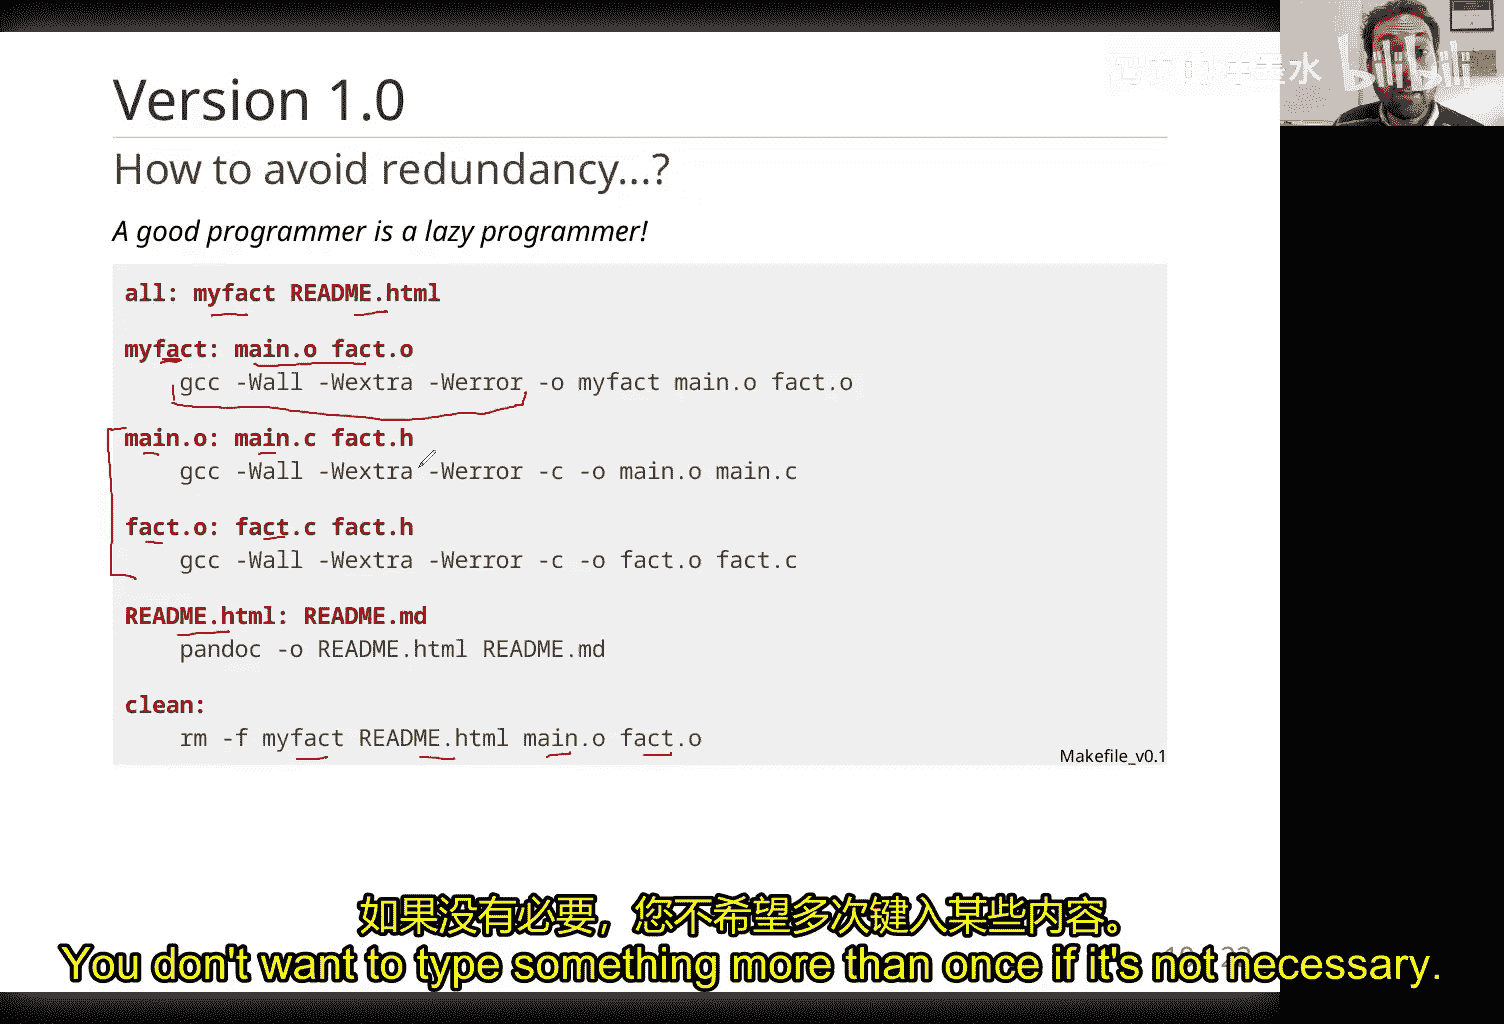 Version 1.0
How to avoid redundancy...?
A good programmer is a lazy programmer!
all: myfact README.html
myfact: main.o fact.o
gcc -Wall -Wextra -Werror -o myfact main.o fact.o
main.o: main.c fact.h
gcc -Wall -Wextra -Werror -c -o main.o main.c
fact.o: fact.c fact.h
gcc -Wall -Wextra -Werror -c -o fact.o fact.c
README.html: README.md
pandoc -o README.html README.md
clean:
rm -f myfact README.html main.o fact.o
Makefile_v0.1
bilibili
如果没有必要，您不希望多次键入某些内容。
You don't want to type something more than once if it's not necessary.